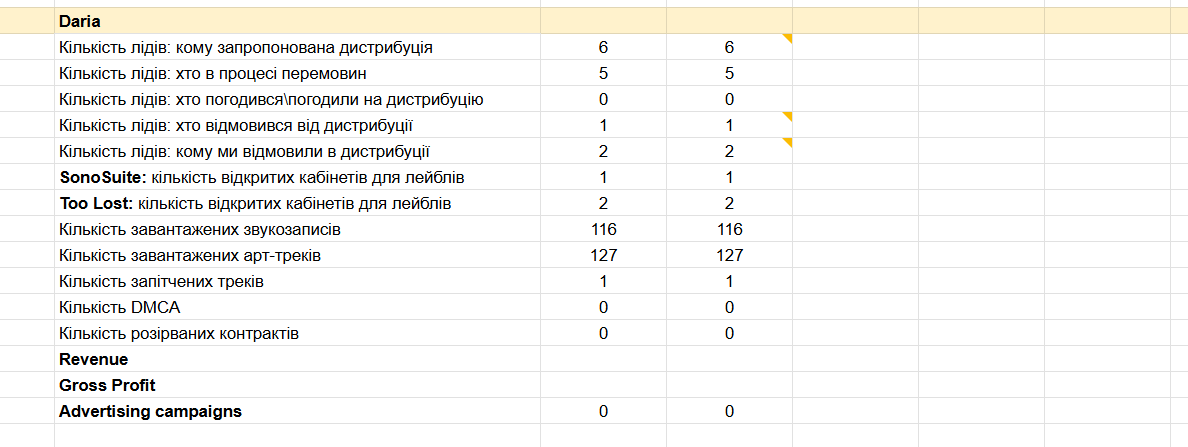 Daria
Кількість лідів: кому запропонована дистрибуція 6 6
Кількість лідів: хто в процесі перемовин 5 5
Кількість лідів: хто погодився\погодили на дистрибуцію 0 0
Кількість лідів: хто відмовився від дистрибуції 1 1
Кількість лідів: кому ми відмовили в дистрибуції 2 2
SonoSuite: кількість відкритих кабінетів для лейблів 1 1
Too Lost: кількість відкритих кабінетів для лейблів 2 2
Кількість завантажених звукозаписів 116 116
Кількість завантажених арт-треків 127 127
Кількість запітчених треків 1 1
Кількість DMCA 0 0
Кількість розірваних контрактів 0 0
Revenue
Gross Profit
Advertising campaigns 0 0